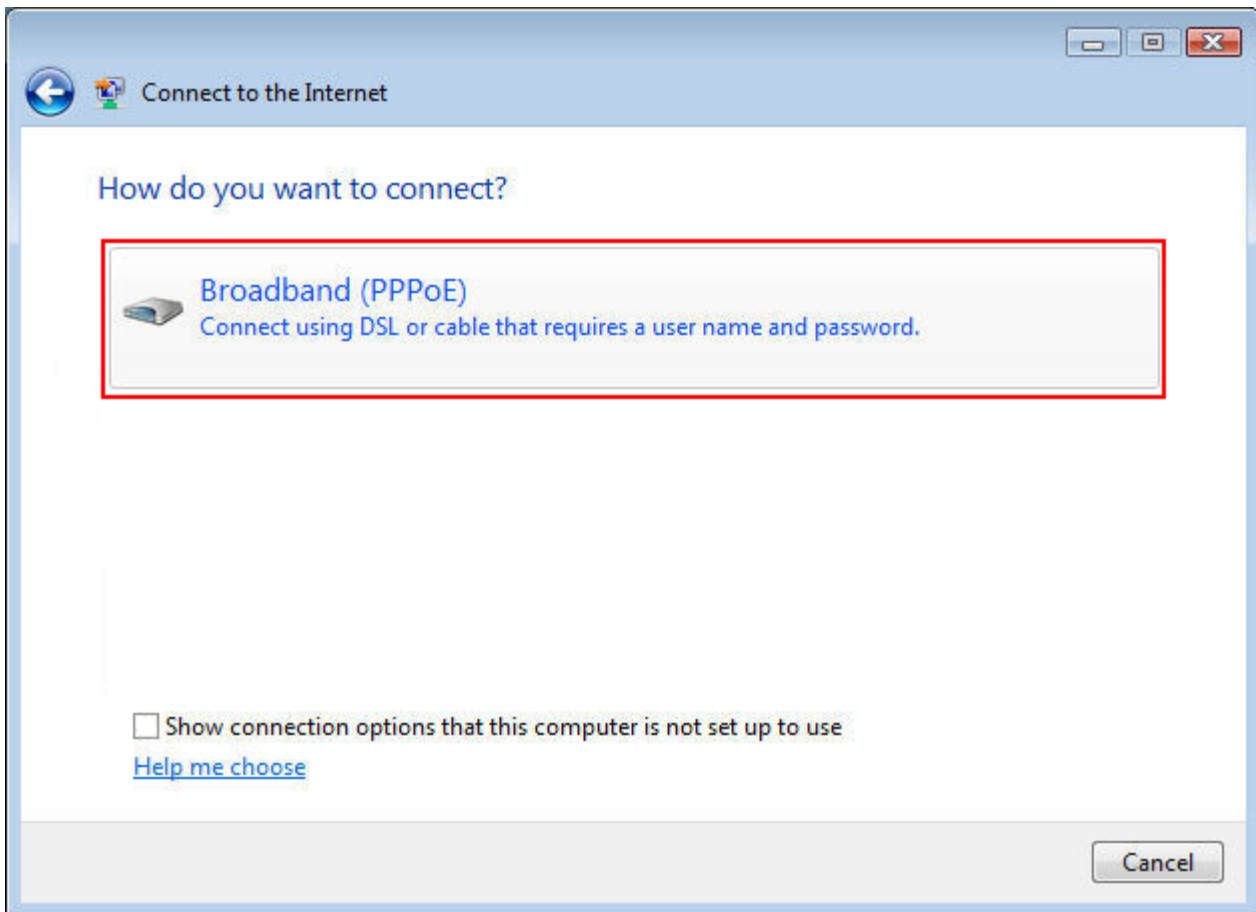 Connect to the Internet
How do you want to connect?
Broadband (PPPoE)
Connect using DSL or cable that requires a user name and password.
Show connection options that this computer is not set up to use
Help me choose
Cancel